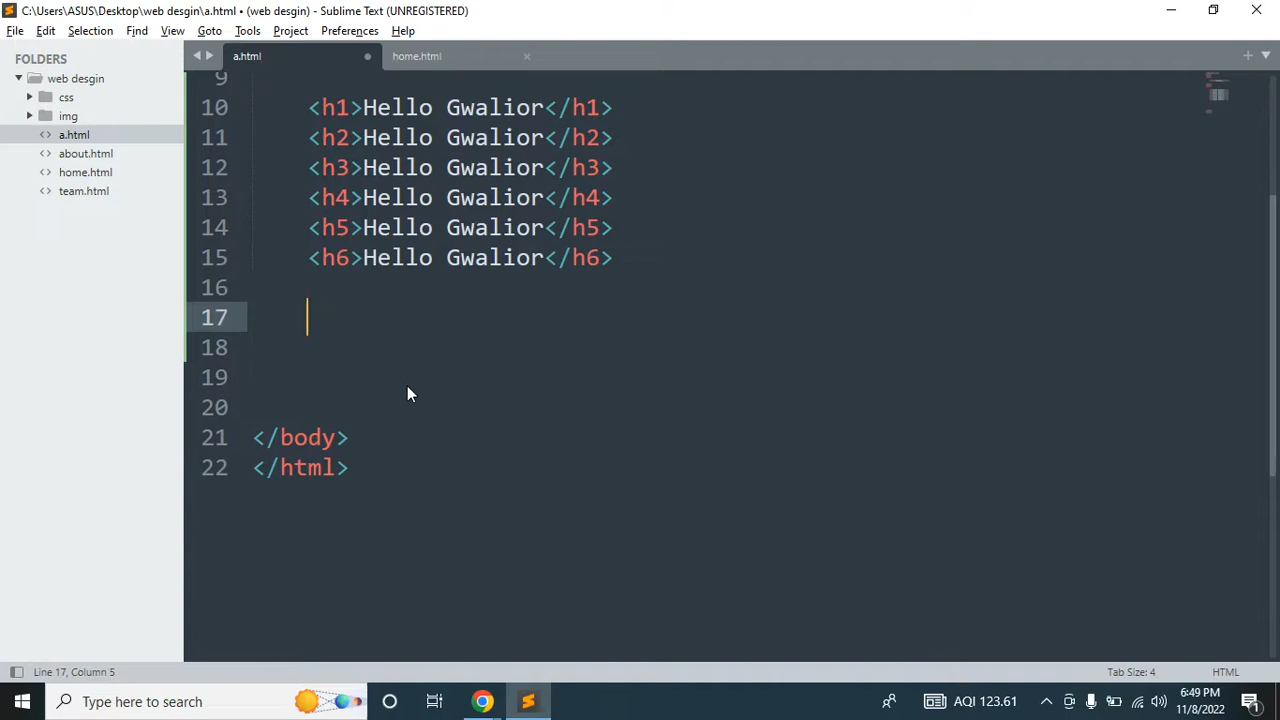 C:\Users\ASUS\Desktop\web desgin\a.html • (web desgin) - Sublime Text (UNREGISTERED)
File Edit Selection Find View Goto Tools Project Preferences Help
FOLDERS
web desgin
css
img
a.html
about.html
home.html
team.html
a.html home.html
9
10 <h1>Hello Gwalior</h1>
11 <h2>Hello Gwalior</h2>
12 <h3>Hello Gwalior</h3>
13 <h4>Hello Gwalior</h4>
14 <h5>Hello Gwalior</h5>
15 <h6>Hello Gwalior</h6>
16
17
18
19
20
21 </body>
22 </html>
Line 17, Column 5 Tab Size: 4 HTML
Type here to search AQI 123.61 6:49 PM
11/8/2022 1